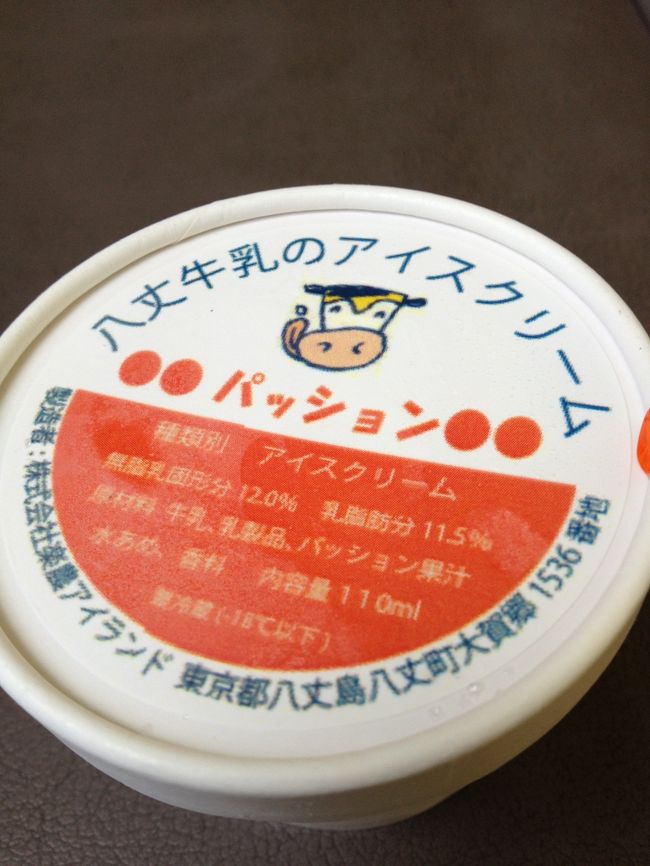 八丈牛乳のアイスクリーム
●● パッション ●●
種類別 アイスクリーム
無脂乳固形分 12.0% 乳脂肪分 11.5%
原材料 牛乳、乳製品、パッション果汁
水あめ、香料 内容量 110ml
要冷蔵(-18℃以下)
製造者:株式会社楽農アイランド 東京都八丈島八丈町大賀郷1536番地